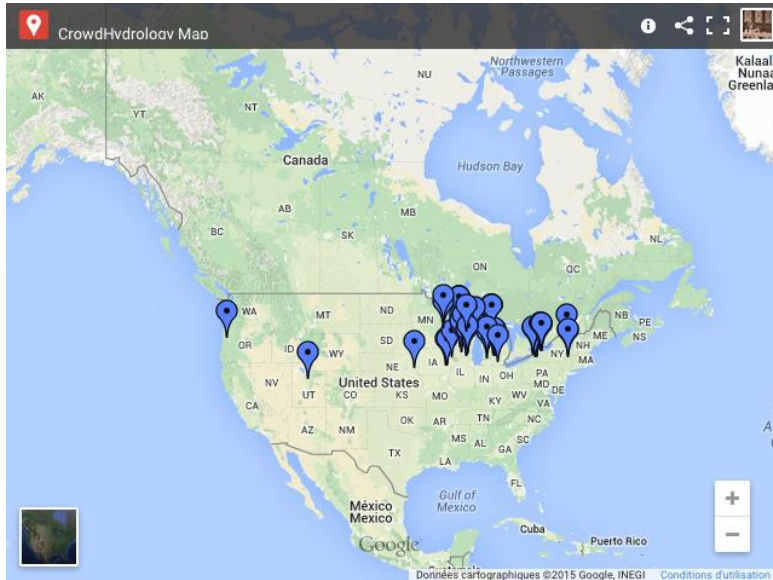 CrowdHydrology Map
Northwestern
Passages
Kalaal
Nunaa
Greenla
NU
AK
YT
NT
Canada
Hudson Bay
AB
MB
BC
SK
NL
ON
QC
WA
MT
ND
MN
NB
PE
ME
NS
OR
ID
SD
WY
NH
NY
MA
NE
IA
IL
IN
OH
PA
MD
DE
NV
UT
CO
United States
KS
MO
KY
WV
VA
CA
AZ
NM
OK
AR
TN
NC
SC
MS
AL
GA
TX
LA
FL
Gulf of
Mexico
México
Mexico
Cuba
Puerto Rico
Google
Données cartographiques ©2015 Google, INEGI
Conditions d'utilisation